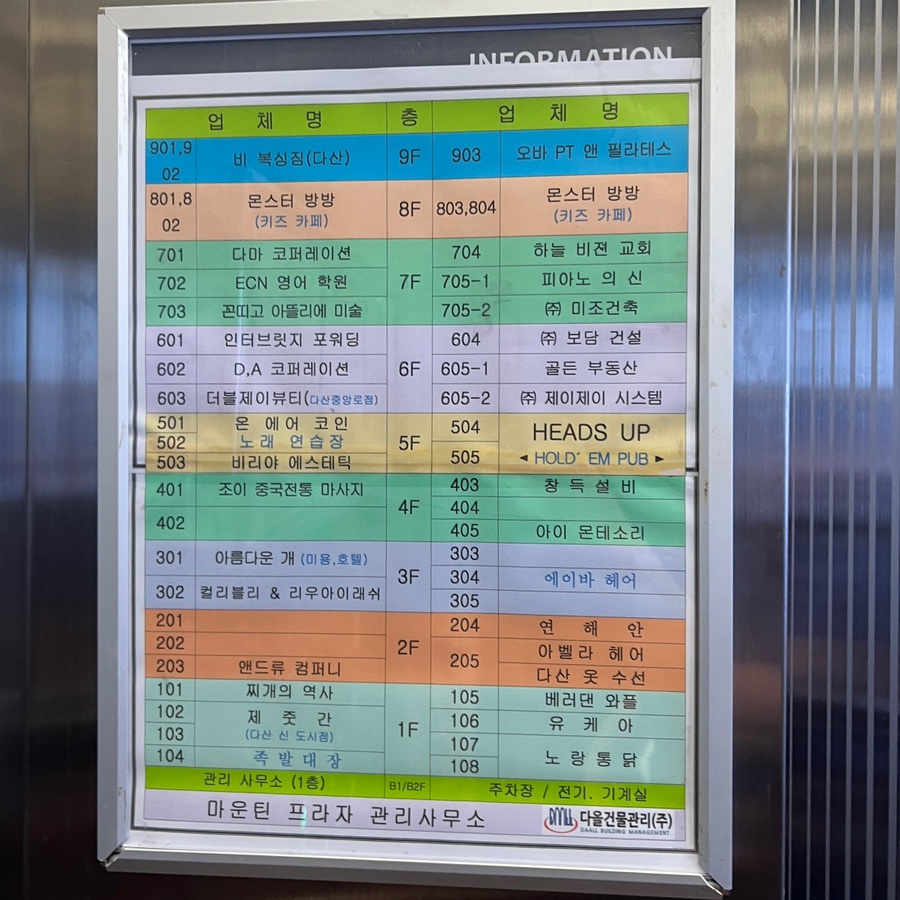 INFORMATION
업 체 명 층 업 체 명
901,902 비 복싱짐(다산) 9F 903 오바 PT 앤 필라테스
801,802 몬스터 방방 (키즈 카페) 8F 803,804 몬스터 방방 (키즈 카페)
701 다마 코퍼레이션 7F 704 하늘 비젼 교회
702 ECN 영어 학원 705-1 피아노 의 신
703 꼰띠고 아뜰리에 미술 705-2 ㈜ 미조건축
601 인터브릿지 포워딩 6F 604 ㈜ 보담 건설
602 D,A 코퍼레이션 605-1 골든 부동산
603 더블제이뷰티(다산중앙로점) 605-2 ㈜ 제이제이 시스템
501 온 에어 코인 5F 504 HEADS UP
502 노래 연습장
503 비리야 에스테틱 505 ◄ HOLD´ EM PUB ►
401 조이 중국전통 마사지 4F 403 창 득 설 비
402 404
405 아이 몬테소리
301 아름다운 개 (미용,호텔) 3F 303
304 에이바 헤어
302 컬리블리 & 리우아이래쉬 305
201 2F 204 연 해 안
202 205 아벨라 헤어
203 앤드류 컴퍼니 다산 옷 수선
101 찌개의 역사 1F 105 베러댄 와플
102 제 줏 간 106 유 케 아
103 (다산 신 도시점) 107 노 랑 통 닭
104 족발대장 108
관리 사무소 (1층) B1/B2F 주차장 / 전기. 기계실
마운틴 프라자 관리사무소 DAALL 다올건물관리(주)
DAALL BUILDING MANAGEMENT